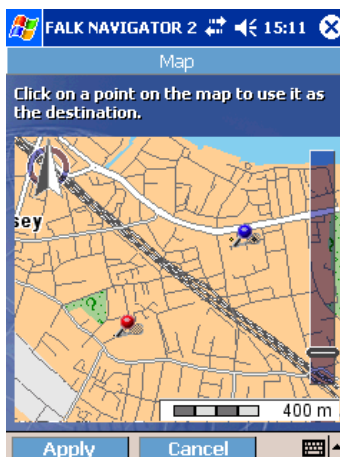 FALK NAVIGATOR 2 15:11
Map
Click on a point on the map to use it as
the destination.
sey
400 m
Apply Cancel